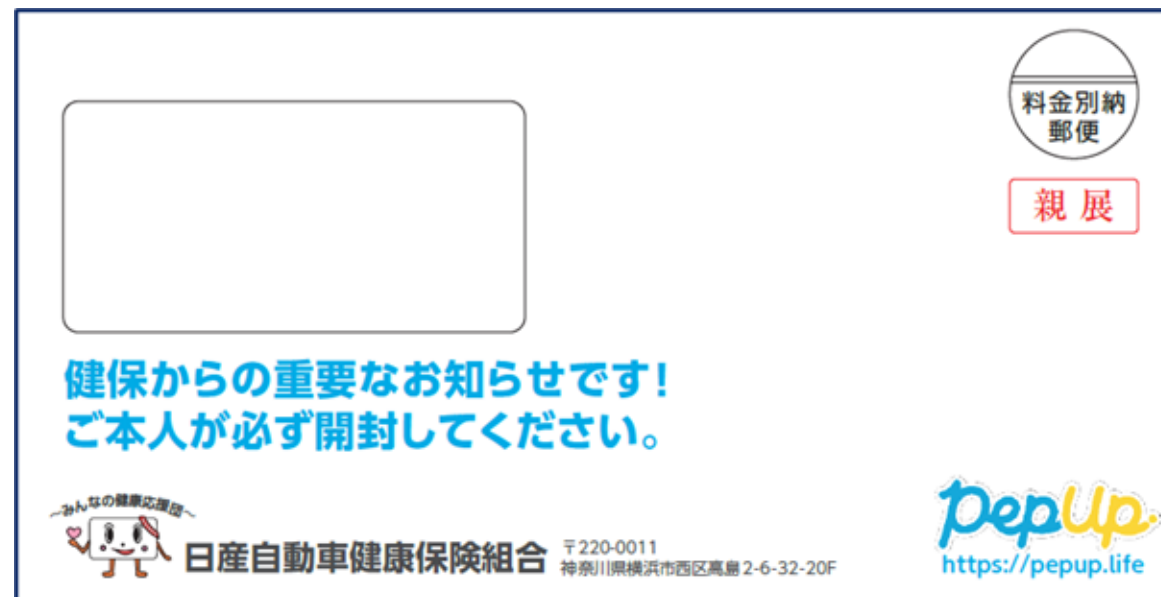 料金別納
郵便
親展
健保からの重要なお知らせです!
ご本人が必ず開封してください。
~みんなの健康応援団~
日産自動車健康保険組合
〒220-0011
神奈川県横浜市西区高島2-6-32-20F
PepUp
https://pepup.life